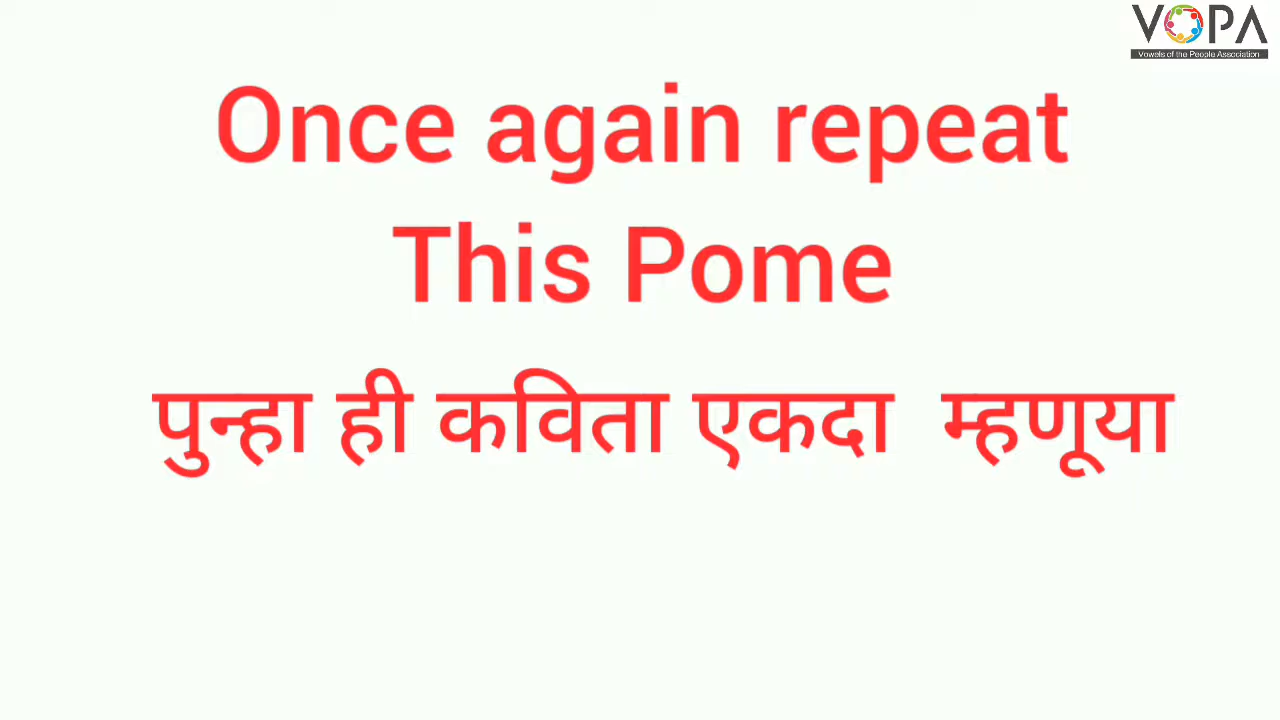 VOPA
Vowels of the People Association
Once again repeat
This Pome
पुन्हा ही कविता एकदा म्हणूया